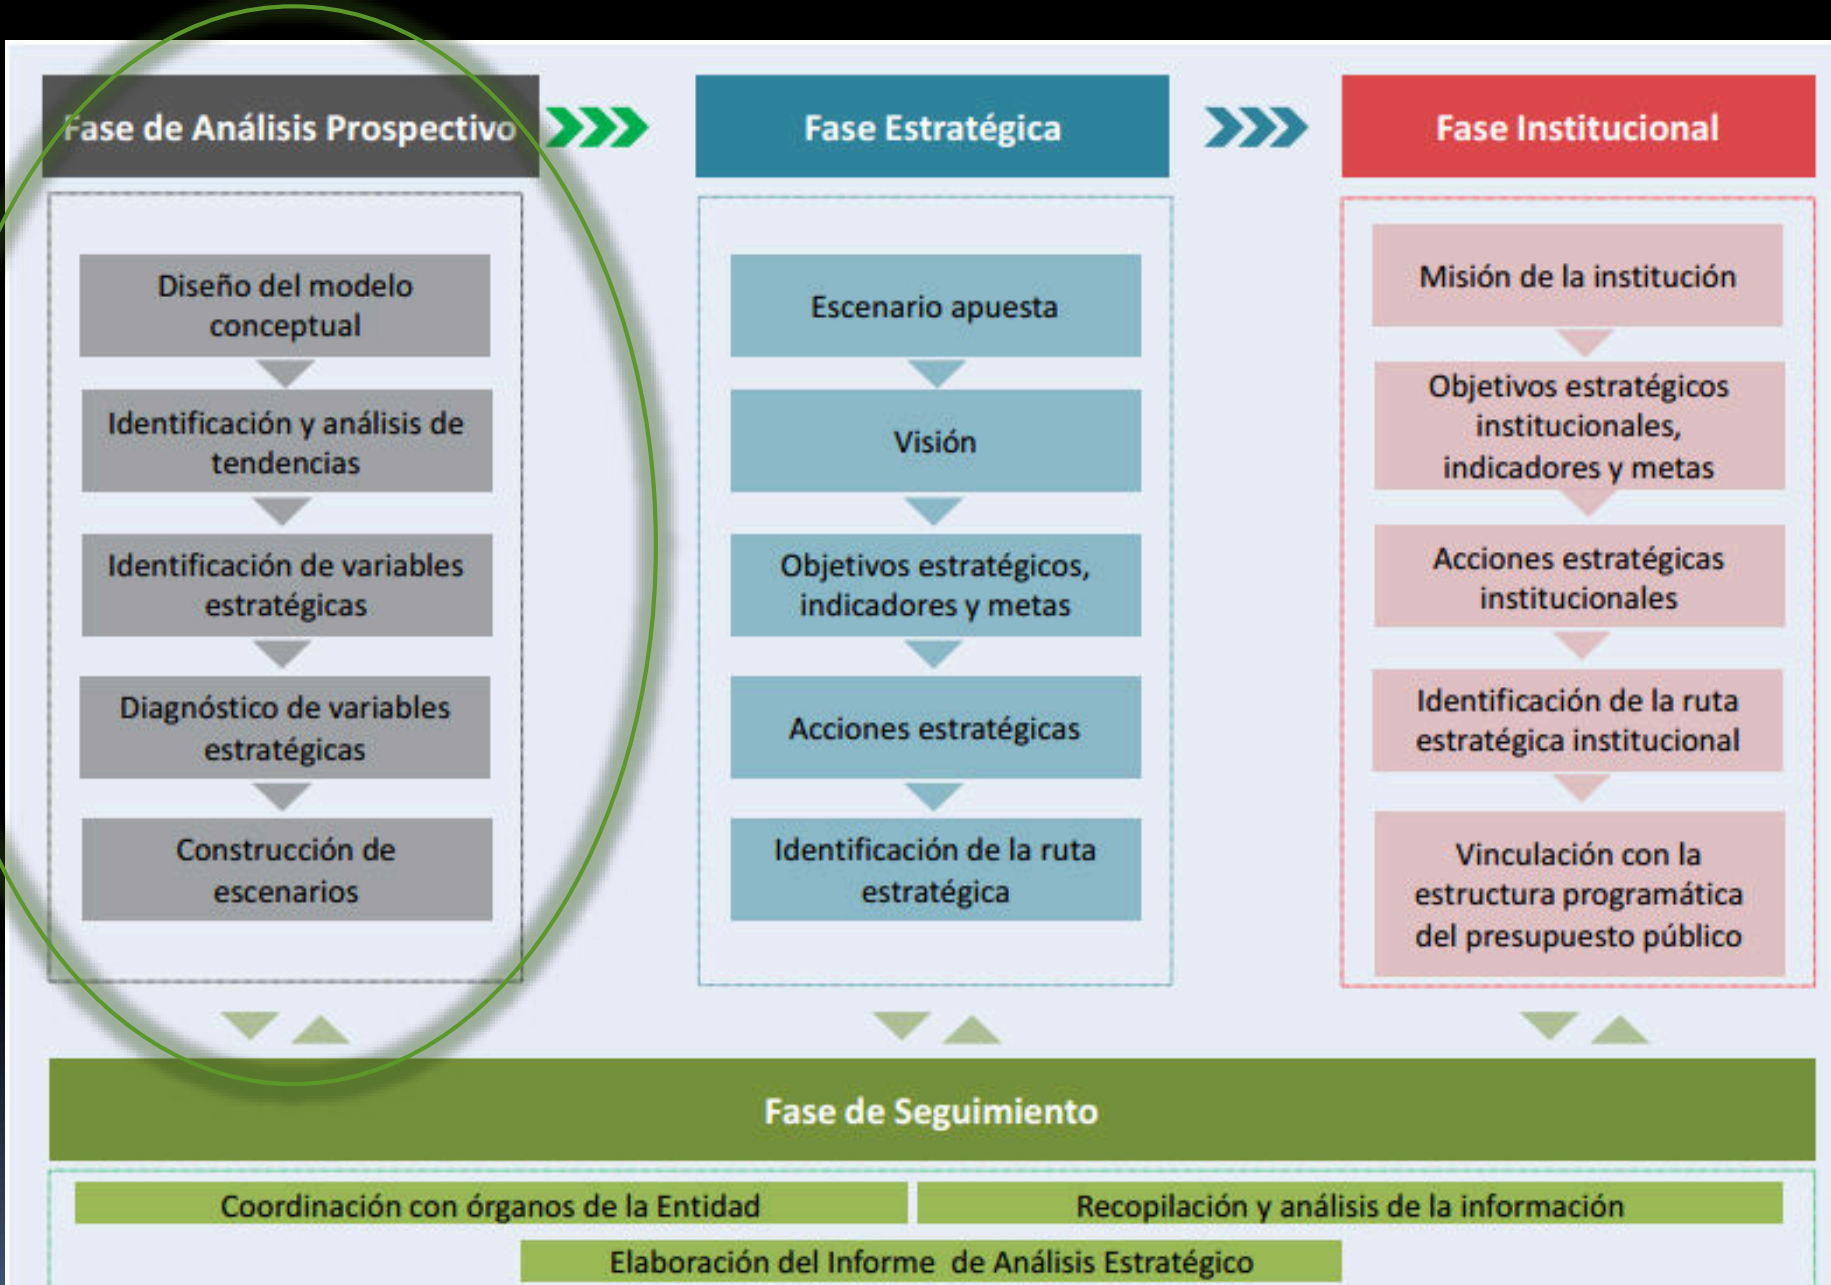 Fase de Análisis Prospectivo
Diseño del modelo
conceptual
Identificación y análisis de
tendencias
Identificación de variables
estratégicas
Diagnóstico de variables
estratégicas
Construcción de
escenarios
Fase Estratégica
Escenario apuesta
Visión
Objetivos estratégicos,
indicadores y metas
Acciones estratégicas
Identificación de la ruta
estratégica
Fase Institucional
Misión de la institución
Objetivos estratégicos
institucionales,
indicadores y metas
Acciones estratégicas
institucionales
Identificación de la ruta
estratégica institucional
Vinculación con la
estructura programática
del presupuesto público
Fase de Seguimiento
Coordinación con órganos de la Entidad
Recopilación y análisis de la información
Elaboración del Informe de Análisis Estratégico